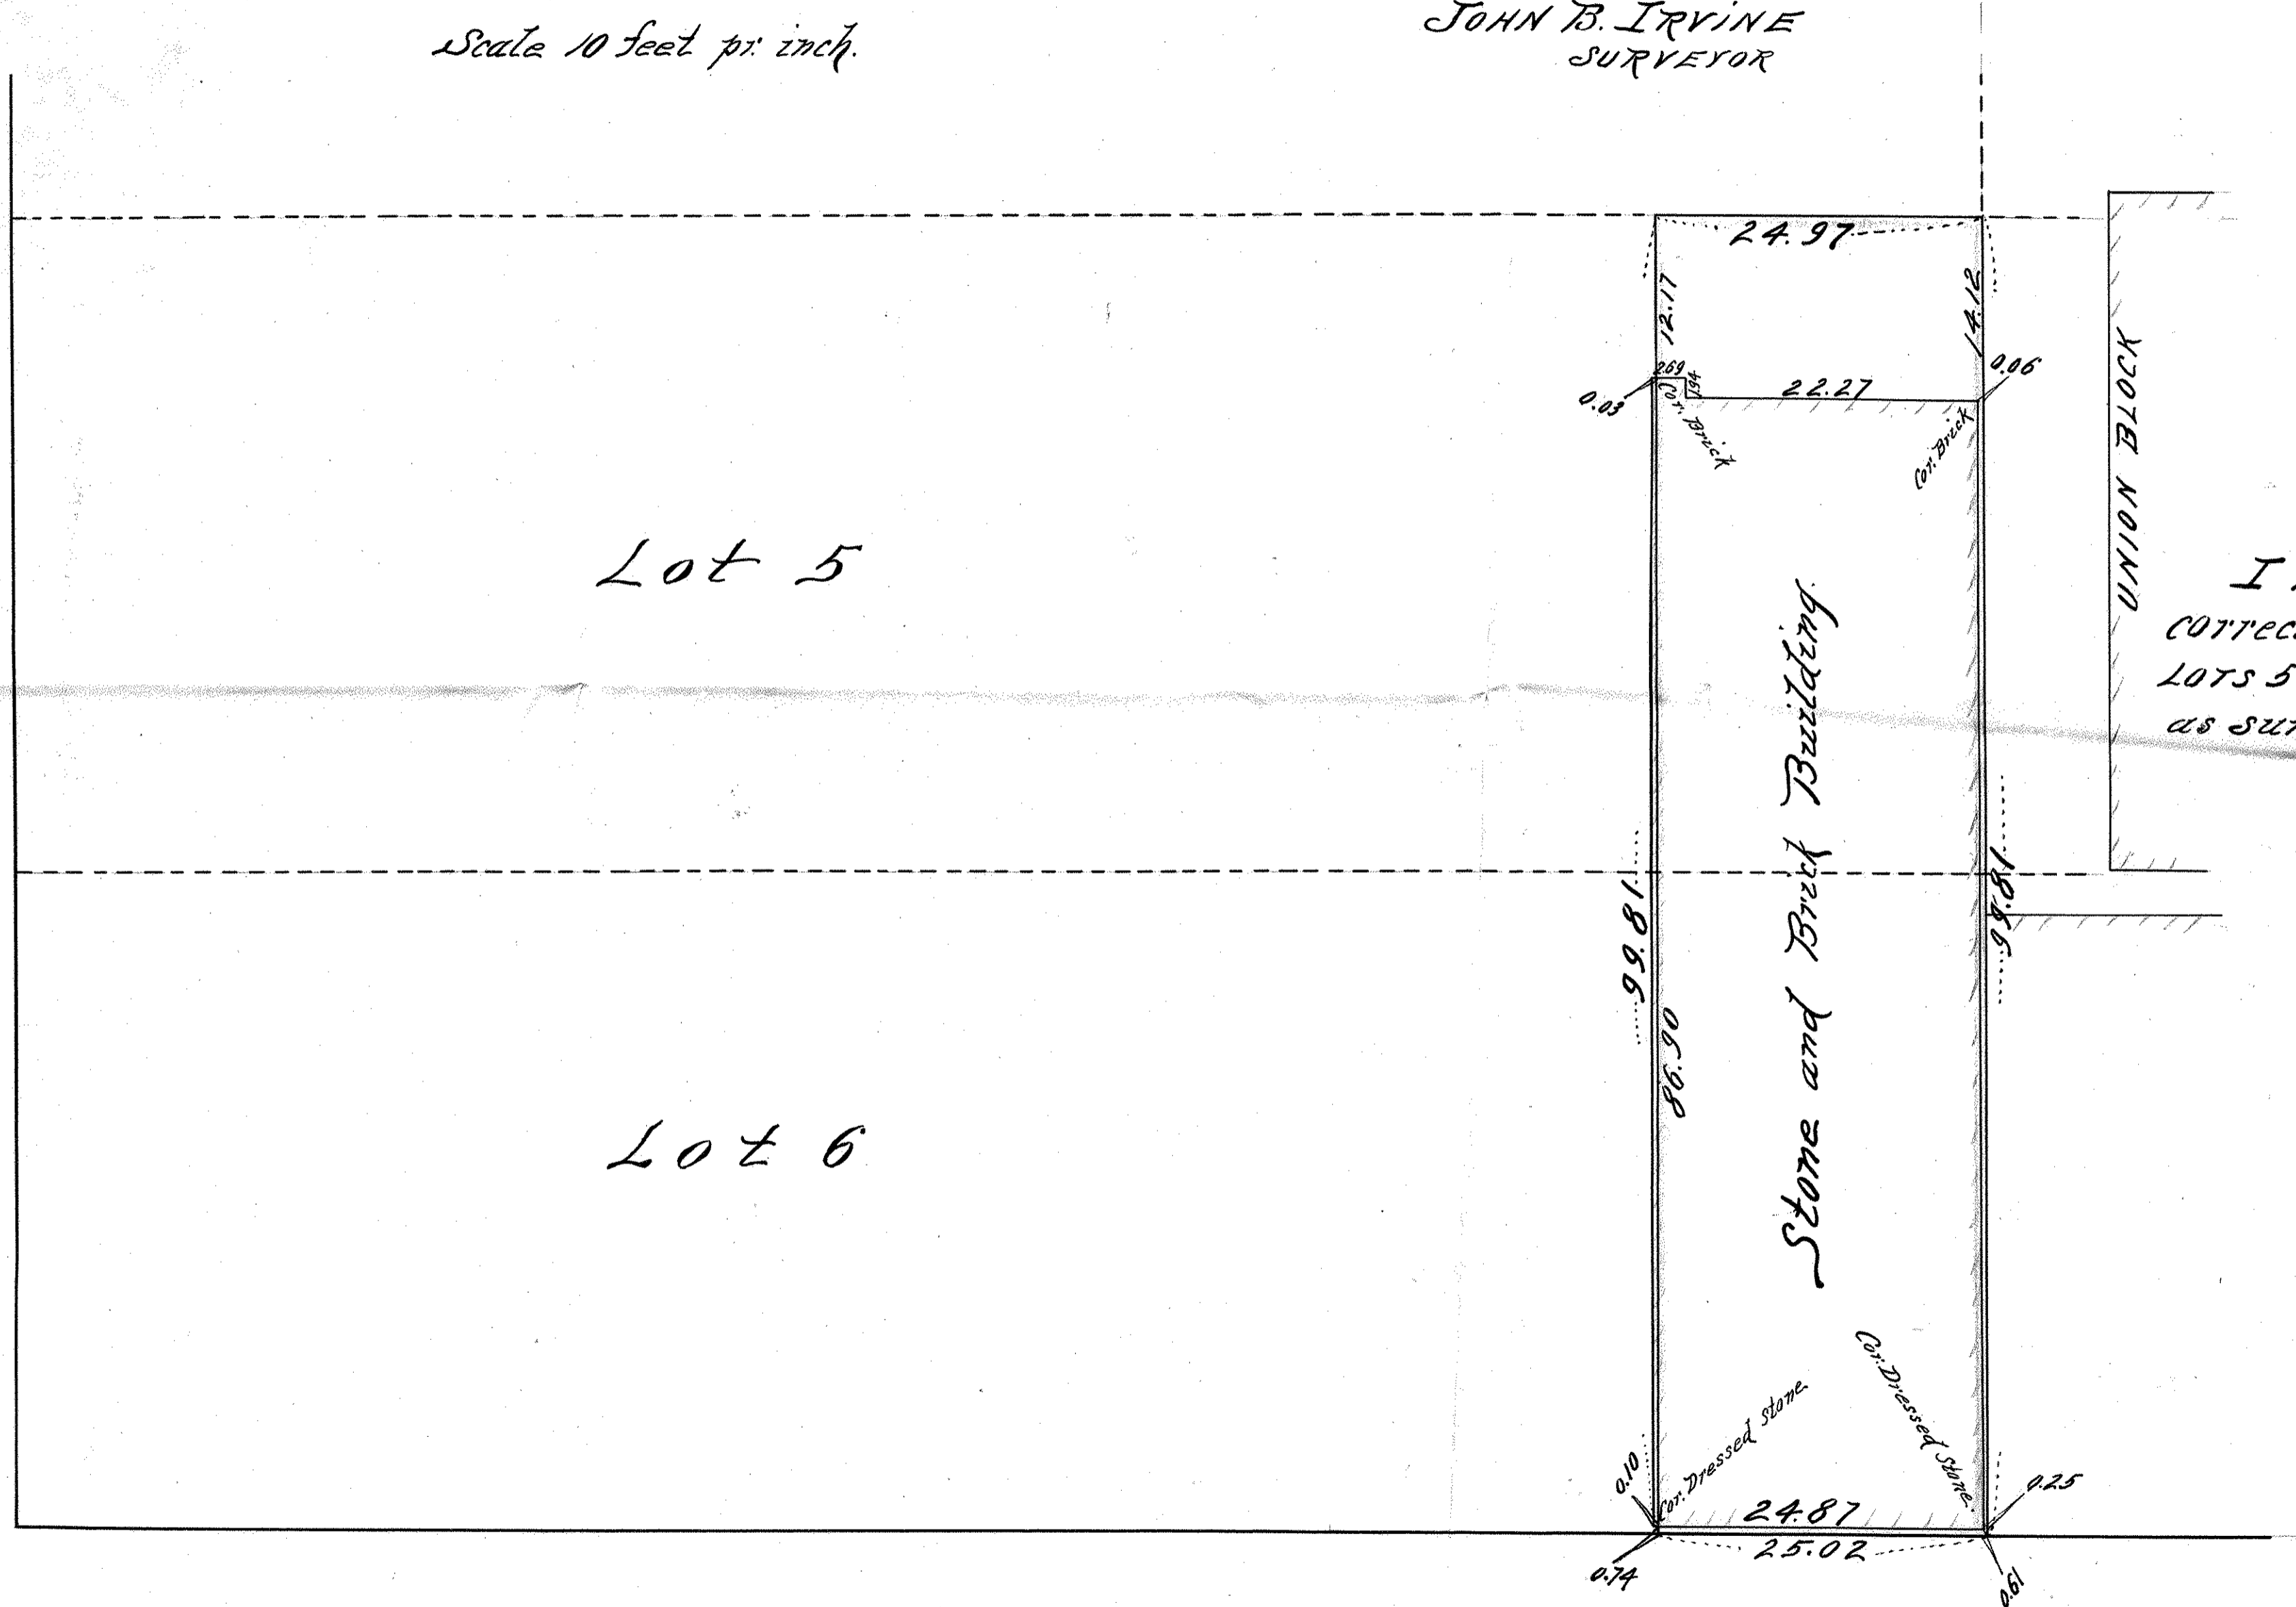 Scale 10 feet pr. inch.
JOHN B. IRVINE
SURVEYOR
24.97
12.17
14.12
2.69
1.94
22.27
0.03
0.06
Cor. Brick
Cor. Brick
UNION BLOCK
Lot 5
I
correc
LOTS 5
as sur
Stone and Brick Building.
99.81
99.81
86.90
Lot 6
Cor. Dressed Stone.
Cor. Dressed Stone.
0.10
0.25
24.87
25.02
0.74
0.61